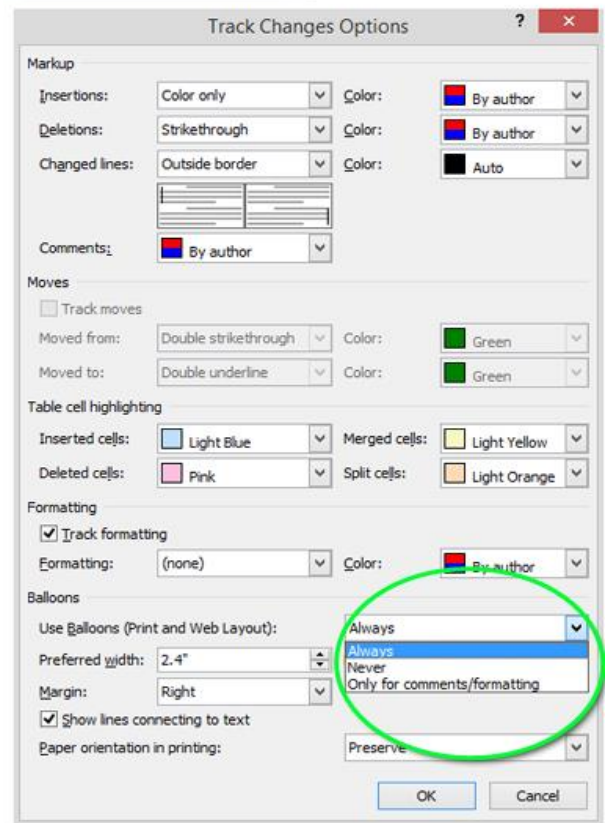 Track Changes Options ? ×
Markup
Insertions: Color only Color: By author
Deletions: Strikethrough Color: By author
Changed lines: Outside border Color: Auto
Comments: By author
Moves
Track moves
Moved from: Double strikethrough Color: Green
Moved to: Double underline Color: Green
Table cell highlighting
Inserted cells: Light Blue Merged cells: Light Yellow
Deleted cells: Pink Split cells: Light Orange
Formatting
Track formatting
Formatting: (none) Color: By author
Balloons
Use Balloons (Print and Web Layout): Always
Always
Preferred width: 2.4"
Never
Only for comments/formatting
Margin: Right
Show lines connecting to text
Paper orientation in printing: Preserve
OK Cancel